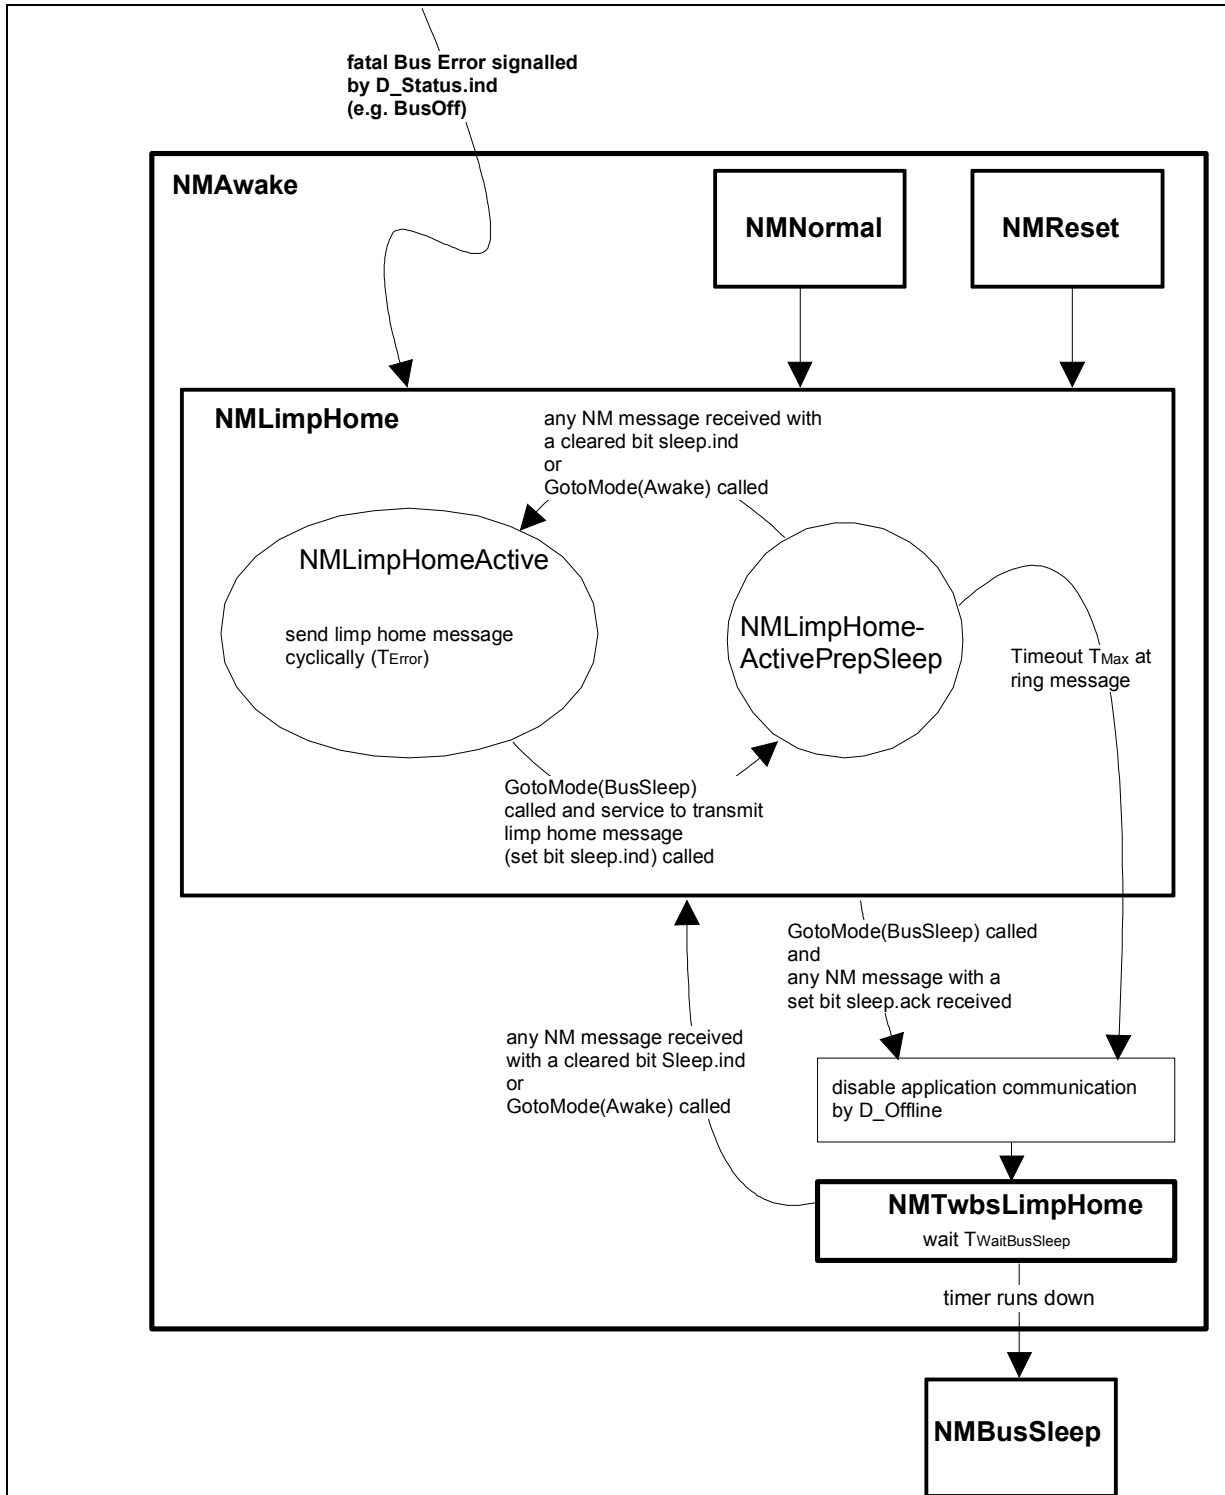 fatal Bus Error signalled
by D_Status.ind
(e.g. BusOff)
NMAwake
NMNormal
NMReset
NMLimpHome
any NM message received with
a cleared bit sleep.ind
or
GotoMode(Awake) called
NMLimpHomeActive
send limp home message
cyclically (TError)
NMLimpHome-
ActivePrepSleep
Timeout TMax at
ring message
GotoMode(BusSleep)
called and service to transmit
limp home message
(set bit sleep.ind) called
GotoMode(BusSleep) called
and
any NM message with a
set bit sleep.ack received
any NM message received
with a cleared bit Sleep.ind
or
GotoMode(Awake) called
disable application communication
by D_Offline
NMTwbsLimpHome
wait TWaitBusSleep
timer runs down
NMBusSleep